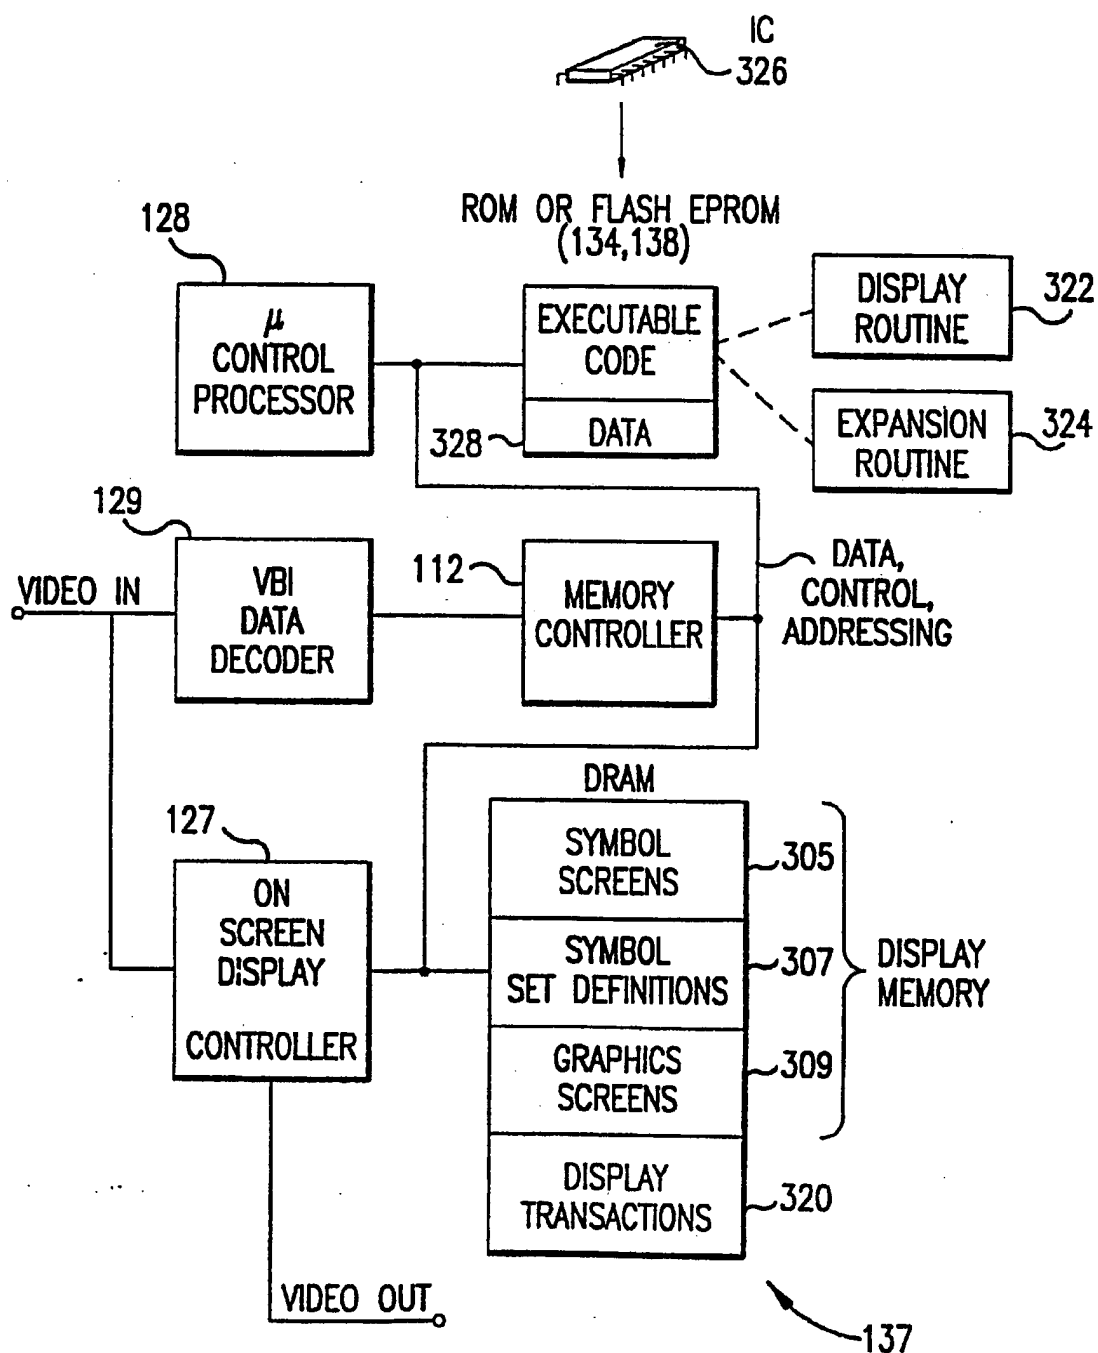 IC
326
ROM OR FLASH EPROM
(134,138)
128
μ
CONTROL
PROCESSOR
EXECUTABLE
CODE
328
DATA
DISPLAY
ROUTINE
322
EXPANSION
ROUTINE
324
129
VIDEO IN
VBI
DATA
DECODER
112
MEMORY
CONTROLLER
DATA,
CONTROL,
ADDRESSING
127
ON
SCREEN
DISPLAY
CONTROLLER
DRAM
SYMBOL
SCREENS
305
SYMBOL
SET DEFINITIONS
307
GRAPHICS
SCREENS
309
DISPLAY
MEMORY
DISPLAY
TRANSACTIONS
320
VIDEO OUT
137